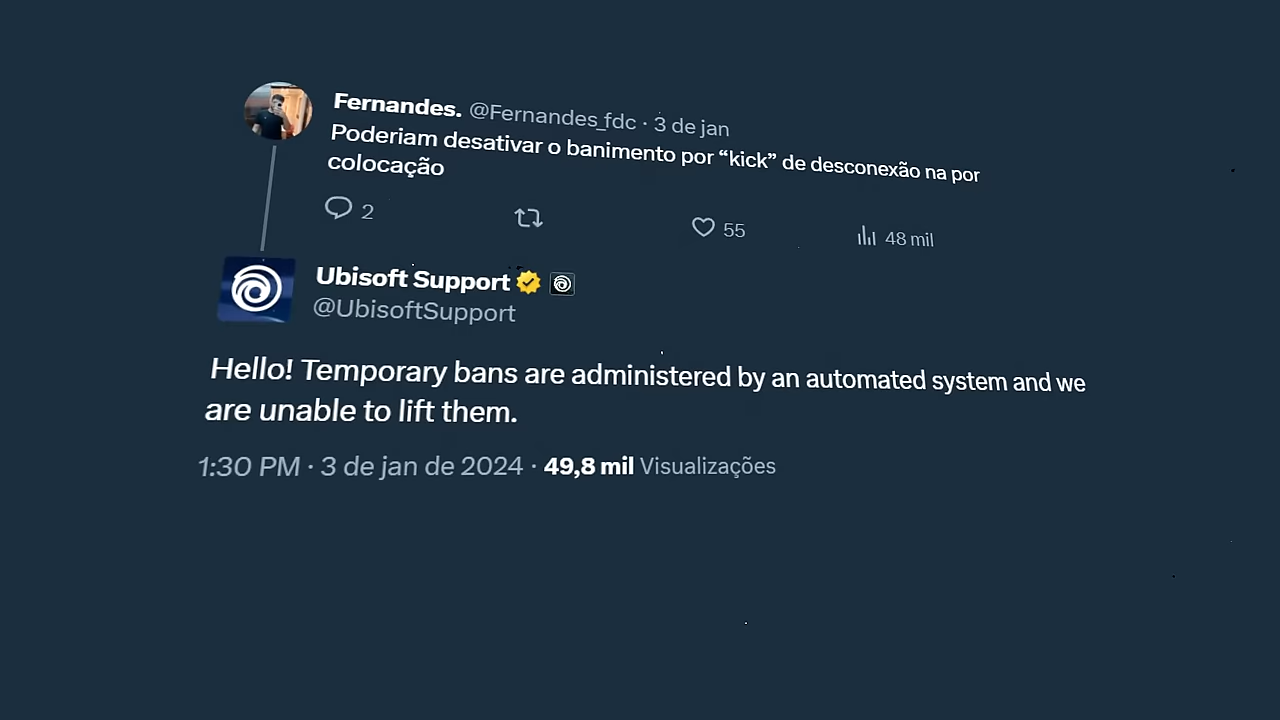 Fernandes. @Fernandes_fdc · 3 de jan
Poderiam desativar o banimento por “kick” de desconexão na por
colocação
2 55 48 mil
Ubisoft Support
@UbisoftSupport
Hello! Temporary bans are administered by an automated system and we
are unable to lift them.
1:30 PM · 3 de jan de 2024 · 49,8 mil Visualizações